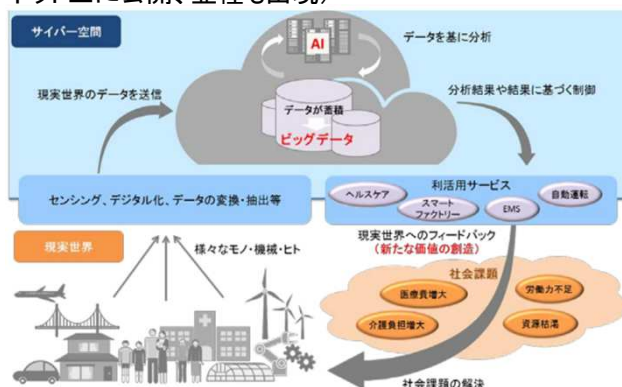 サイバー空間
AI
データを基に分析
現実世界のデータを送信
データが蓄積
ビッグデータ
分析結果や結果に基づく制御
センシング、デジタル化、データの変換・抽出等
利活用サービス
ヘルスケア
スマート
ファクトリー
EMS
自動運転
現実世界へのフィードバック
(新たな価値の創造)
現実世界
様々なモノ・機械・ヒト
社会課題
医療費増大
労働力不足
介護負担増大
資源枯渇
社会課題の解決